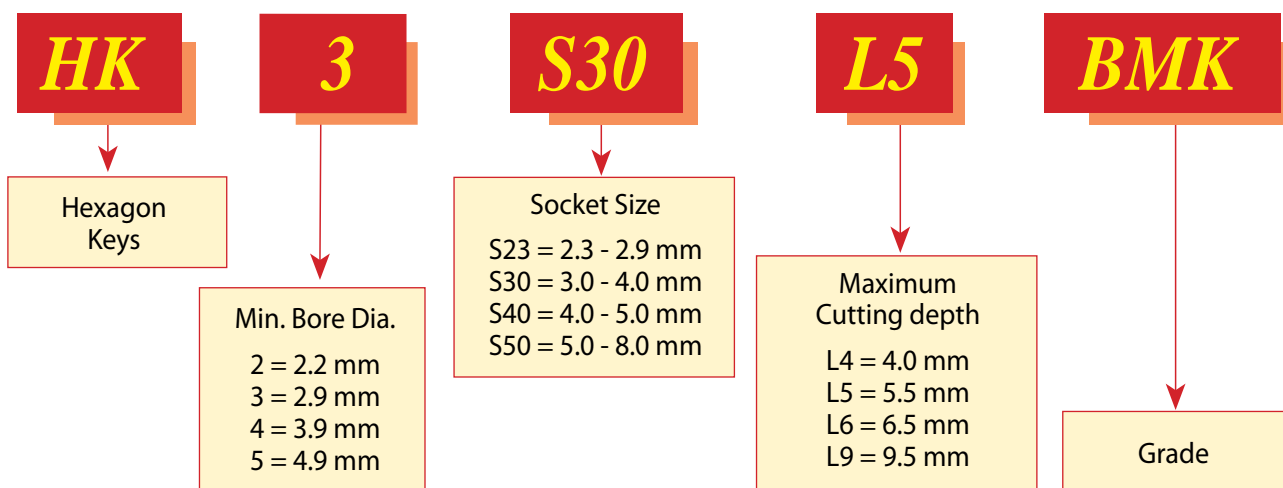 HK 3 S30 L5 BMK
Hexagon
Keys
Min. Bore Dia.
2 = 2.2 mm
3 = 2.9 mm
4 = 3.9 mm
5 = 4.9 mm
Socket Size
S23 = 2.3 - 2.9 mm
S30 = 3.0 - 4.0 mm
S40 = 4.0 - 5.0 mm
S50 = 5.0 - 8.0 mm
Maximum
Cutting depth
L4 = 4.0 mm
L5 = 5.5 mm
L6 = 6.5 mm
L9 = 9.5 mm
Grade